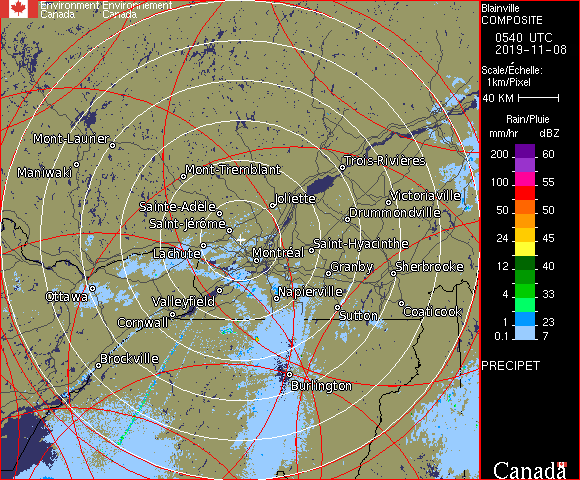 Environment Environnement
Canada Canada
Blainville
COMPOSITE
0540 UTC
2019-11-08
Scale/Échelle:
1km/Pixel
40 KM
Rain/Pluie
mm/hr dBZ
200 60
100 55
50 50
24 45
12 40
4 33
1 23
0.1 7
PRECIPET
Canada
Mont-Laurier
Maniwaki
Mont-Tremblant
Trois-Rivières
Joliette
Victoriaville
Sainte-Adèle
Drummondville
Saint-Jérôme
Saint-Hyacinthe
Lachute
Montréal
Granby
Sherbrooke
Ottawa
Valleyfield
Napierville
Cornwall
Sutton
Coaticook
Brockville
Burlington